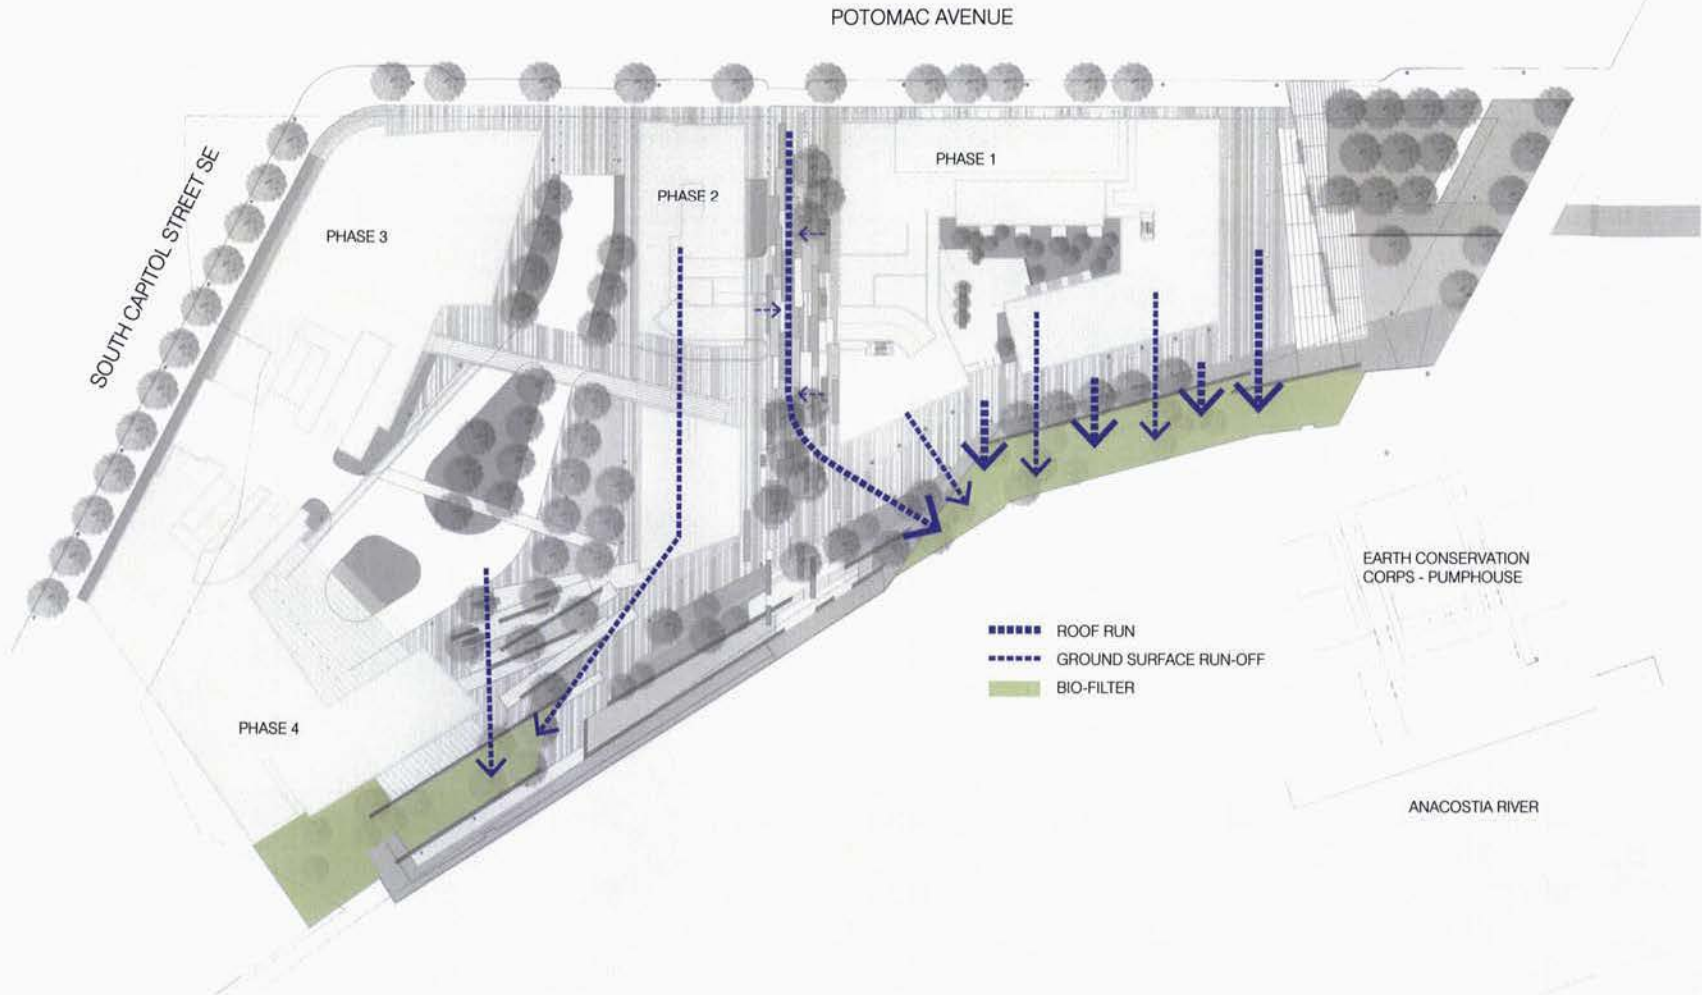 POTOMAC AVENUE
SOUTH CAPITOL STREET SE
PHASE 1
PHASE 2
PHASE 3
PHASE 4
EARTH CONSERVATION
CORPS - PUMPHOUSE
ROOF RUN
GROUND SURFACE RUN-OFF
BIO-FILTER
ANACOSTIA RIVER